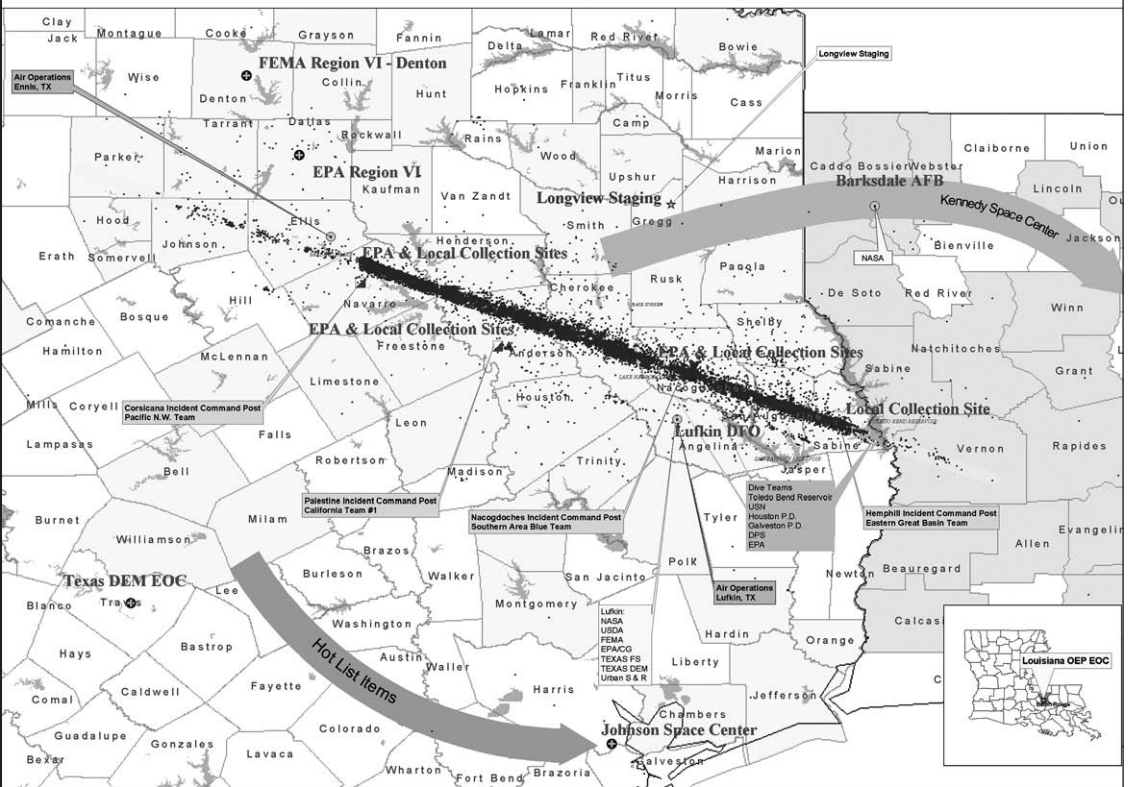 Clay
Jack
Montague
Cooke
Grayson
Fannin
Delta
Lamar
Red River
Bowie
Longview Staging
Air Operations
Ennis, TX
Wise
FEMA Region VI - Denton
Denton
Collin
Hunt
Hopkins
Franklin
Titus
Morris
Cass
Camp
Parker
Tarrant
Dallas
Rockwall
Rains
Wood
Upshur
Marion
Harrison
EPA Region VI
Kaufman
Van Zandt
Longview Staging
Smith
Gregg
Caddo
Bossier
Webster
Claiborne
Union
Lincoln
Barksdale AFB
Kennedy Space Center
Jackson
Bienville
NASA
Hood
Johnson
Ellis
Henderson
EPA & Local Collection Sites
Erath
Somervell
Hill
Navarro
Cherokee
Rusk
Panola
De Soto
Red River
Winn
Comanche
Bosque
EPA & Local Collection Sites
Freestone
Anderson
Shelby
EPA & Local Collection Sites
Natchitoches
Sabine
Grant
Hamilton
McLennan
Limestone
Houston
Mills
Coryell
Corsicana Incident Command Post
Pacific N.W. Team
Falls
Leon
Local Collection Site
Lufkin DFO
Angelina
Sabine
Vernon
Rapides
Lampasas
Bell
Robertson
Madison
Trinity
Jasper
Palestine Incident Command Post
California Team #1
Nacogdoches Incident Command Post
Southern Area Blue Team
Dive Teams
Toledo Bend Reservoir
USN
Houston P.D.
Galveston P.D.
DPS
EPA
Hemphill Incident Command Post
Eastern Great Basin Team
Burnet
Milam
Williamson
Tyler
Polk
Allen
Evangelin
Brazos
Texas DEM EOC
Travis
Blanco
Lee
Burleson
Walker
San Jacinto
Montgomery
Air Operations
Lufkin, TX
Newton
Beauregard
Washington
Lufkin:
NASA
USDA
FEMA
EPA/CG
TEXAS FS
TEXAS DEM
Urban S & R
Hardin
Orange
Calcas
Hays
Bastrop
Hot List Items
Austin
Waller
Liberty
Louisiana OEP EOC
Comal
Caldwell
Fayette
Harris
Jefferson
Chambers
Guadalupe
Colorado
Johnson Space Center
Bexar
Gonzales
Lavaca
Wharton
Fort Bend
Brazoria
Galveston